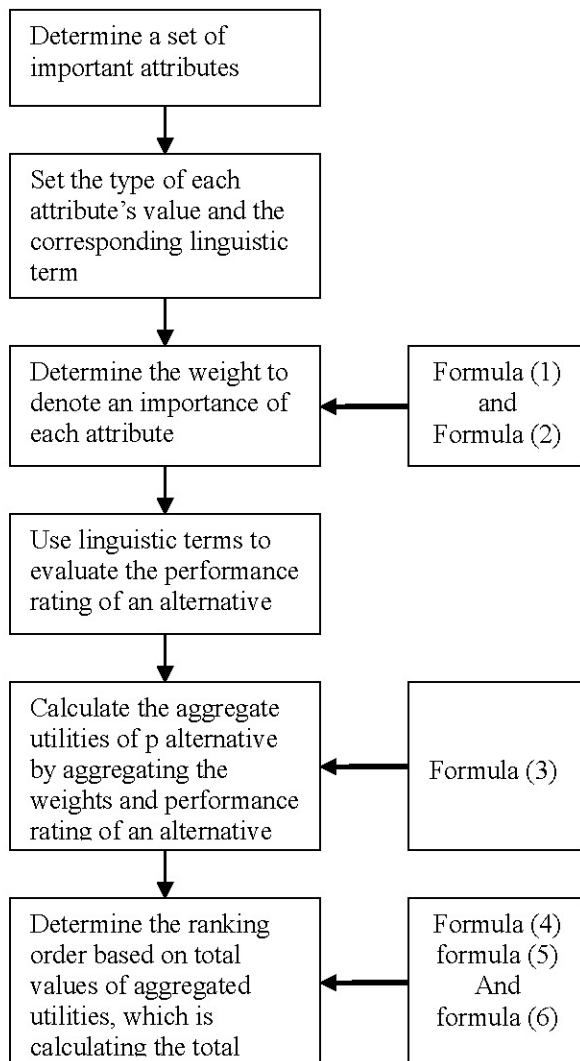 Determine a set of
important attributes
Set the type of each
attribute's value and the
corresponding linguistic
term
Determine the weight to
denote an importance of
each attribute
Formula (1)
and
Formula (2)
Use linguistic terms to
evaluate the performance
rating of an alternative
Calculate the aggregate
utilities of p alternative
by aggregating the
weights and performance
rating of an alternative
Formula (3)
Determine the ranking
order based on total
values of aggregated
utilities, which is
calculating the total
Formula (4)
formula (5)
And
formula (6)